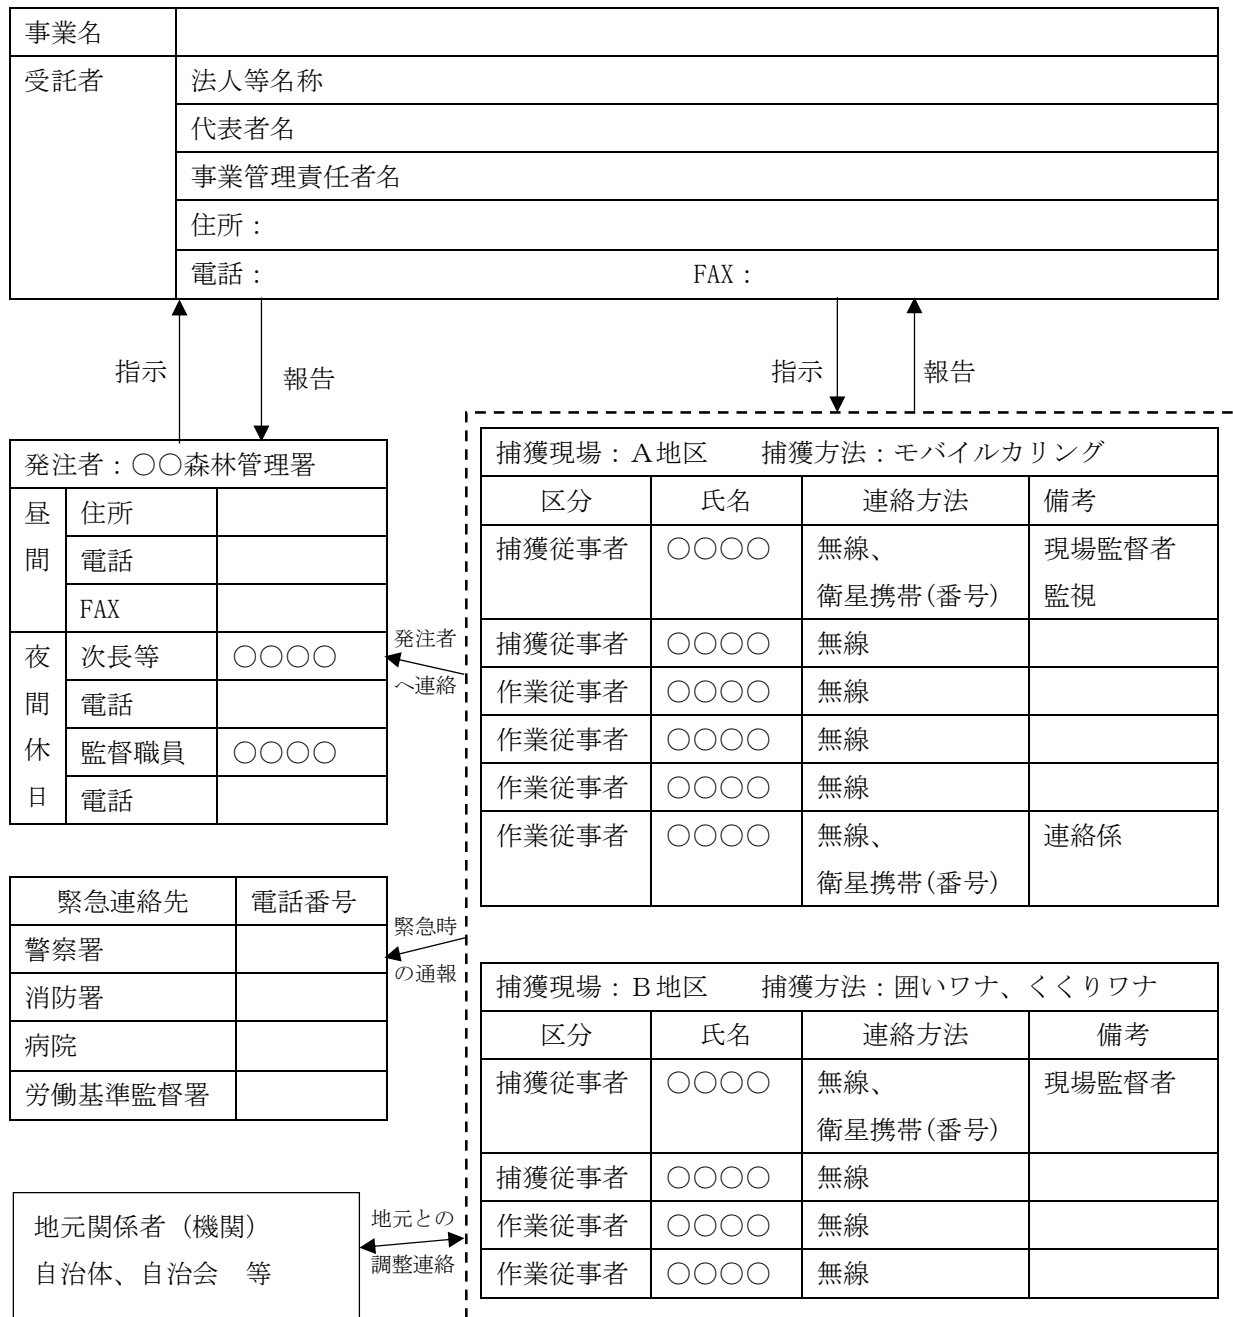 事業名
受託者
法人等名称
代表者名
事業管理責任者名
住所：
電話： FAX：
指示
報告
指示
報告
発注者：○○森林管理署
昼間
住所
電話
FAX
夜間休日
次長等 ○○○○
電話
監督職員 ○○○○
電話
発注者
へ連絡
緊急連絡先 電話番号
警察署
消防署
病院
労働基準監督署
緊急時
の通報
地元関係者（機関）
自治体、自治会　等
地元との
調整連絡
捕獲現場：Ａ地区　捕獲方法：モバイルカリング
区分 氏名 連絡方法 備考
捕獲従事者 ○○○○ 無線、 現場監督者
衛星携帯(番号) 監視
捕獲従事者 ○○○○ 無線
作業従事者 ○○○○ 無線
作業従事者 ○○○○ 無線
作業従事者 ○○○○ 無線
作業従事者 ○○○○ 無線、 連絡係
衛星携帯(番号)
捕獲現場：Ｂ地区　捕獲方法：囲いワナ、くくりワナ
区分 氏名 連絡方法 備考
捕獲従事者 ○○○○ 無線、 現場監督者
衛星携帯(番号)
捕獲従事者 ○○○○ 無線
作業従事者 ○○○○ 無線
作業従事者 ○○○○ 無線